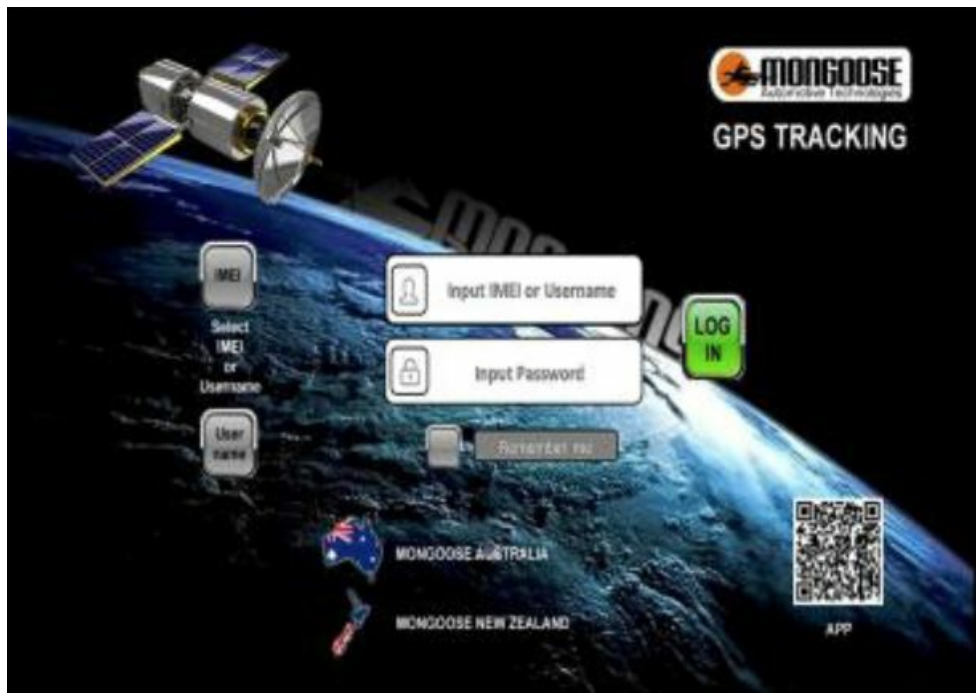 MONGOOSE
Automotive Technologies
GPS TRACKING
MONGOOSE
IMEI
Select
IMEI
or
Username
User
name
Input IMEI or Username
Input Password
LOG
IN
Remember me
MONGOOSE AUSTRALIA
MONGOOSE NEW ZEALAND
APP